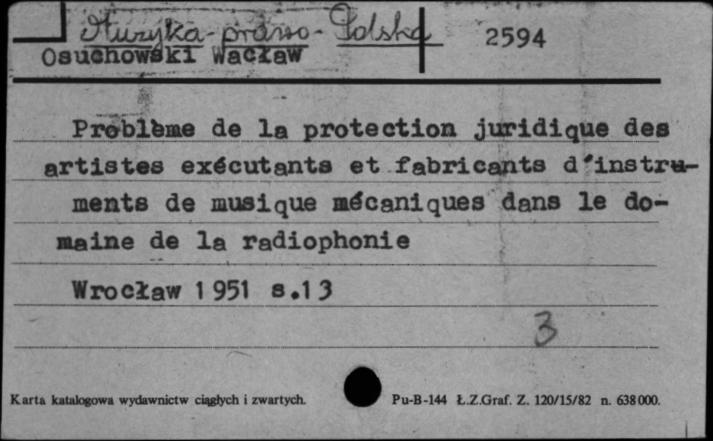 Muzyka - prawo - Polska
2594
Osuchowski Wacław
Problème de la protection juridique des
artistes exécutants et fabricants d'instru-
ments de musique mécaniques dans le do-
maine de la radiophonie
Wrocław 1951 s.13
3
Karta katalogowa wydawnictw ciągłych i zwartych.
Pu-B-144 Ł.Z.Graf. Z. 120/15/82 n. 638000.